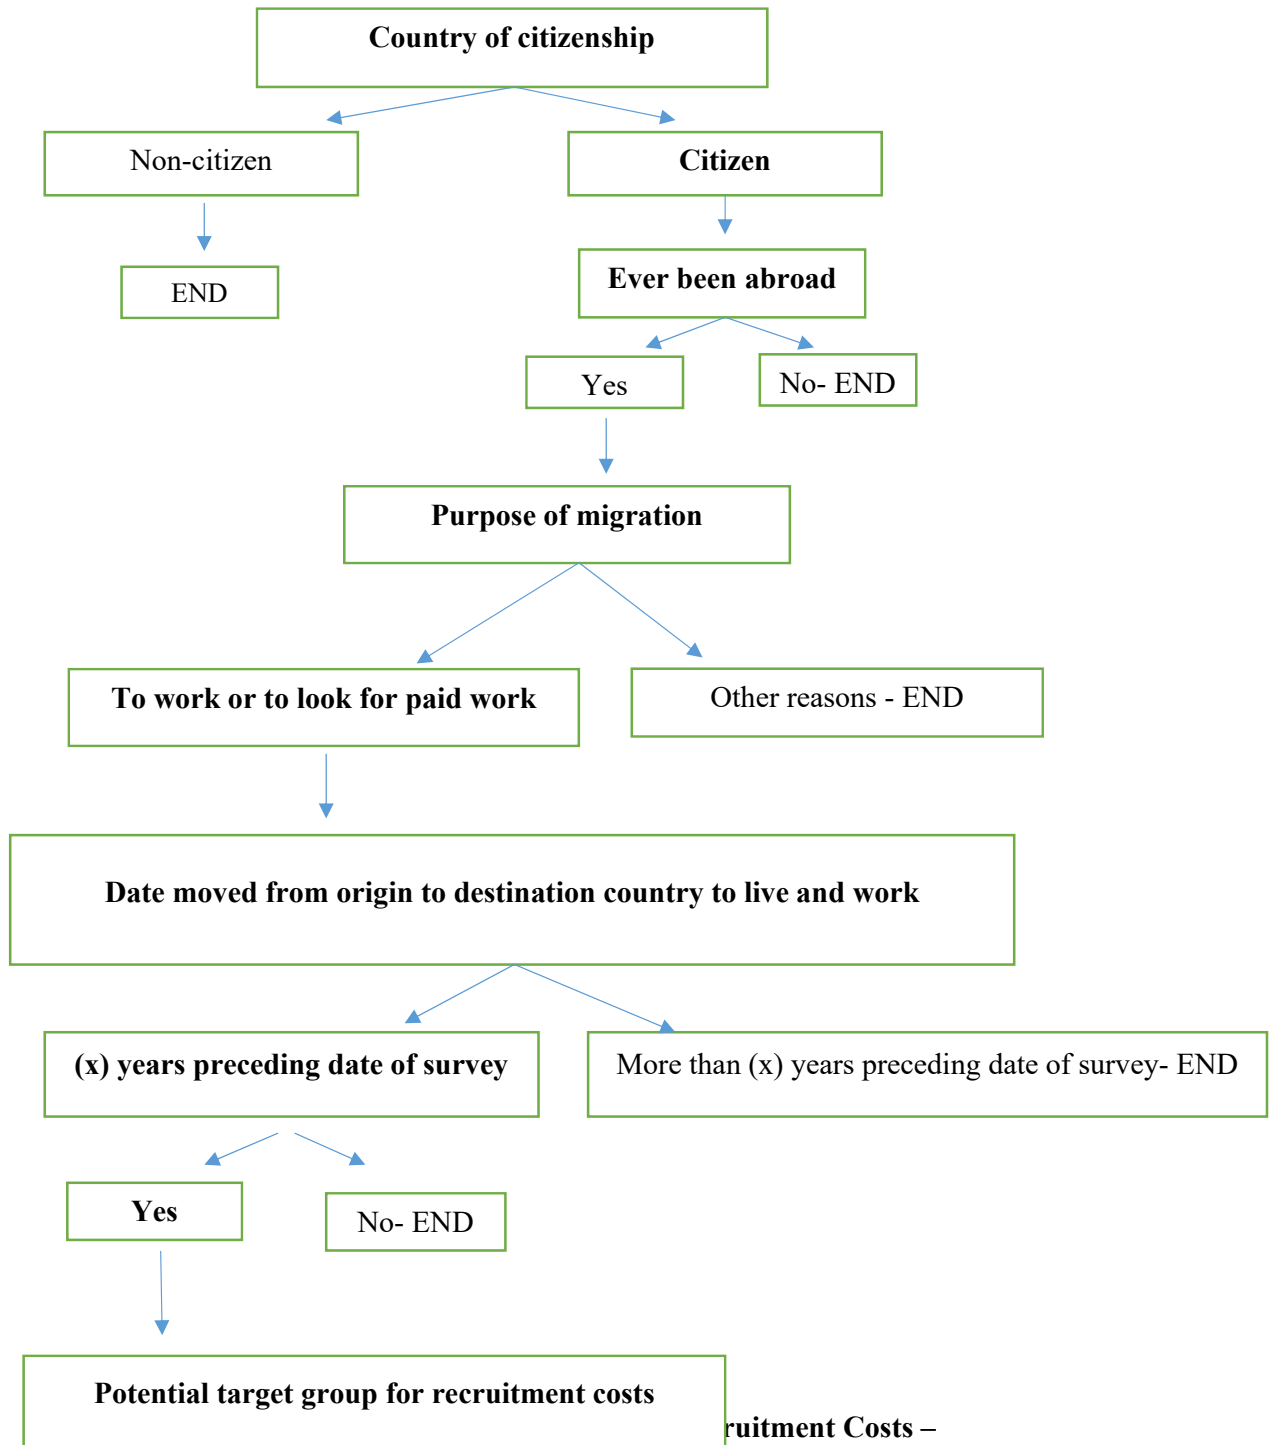 Country of citizenship
Non-citizen
Citizen
END
Ever been abroad
Yes
No- END
Purpose of migration
To work or to look for paid work
Other reasons - END
Date moved from origin to destination country to live and work
(x) years preceding date of survey
More than (x) years preceding date of survey- END
Yes
No- END
Potential target group for recruitment costs
ruitment Costs –